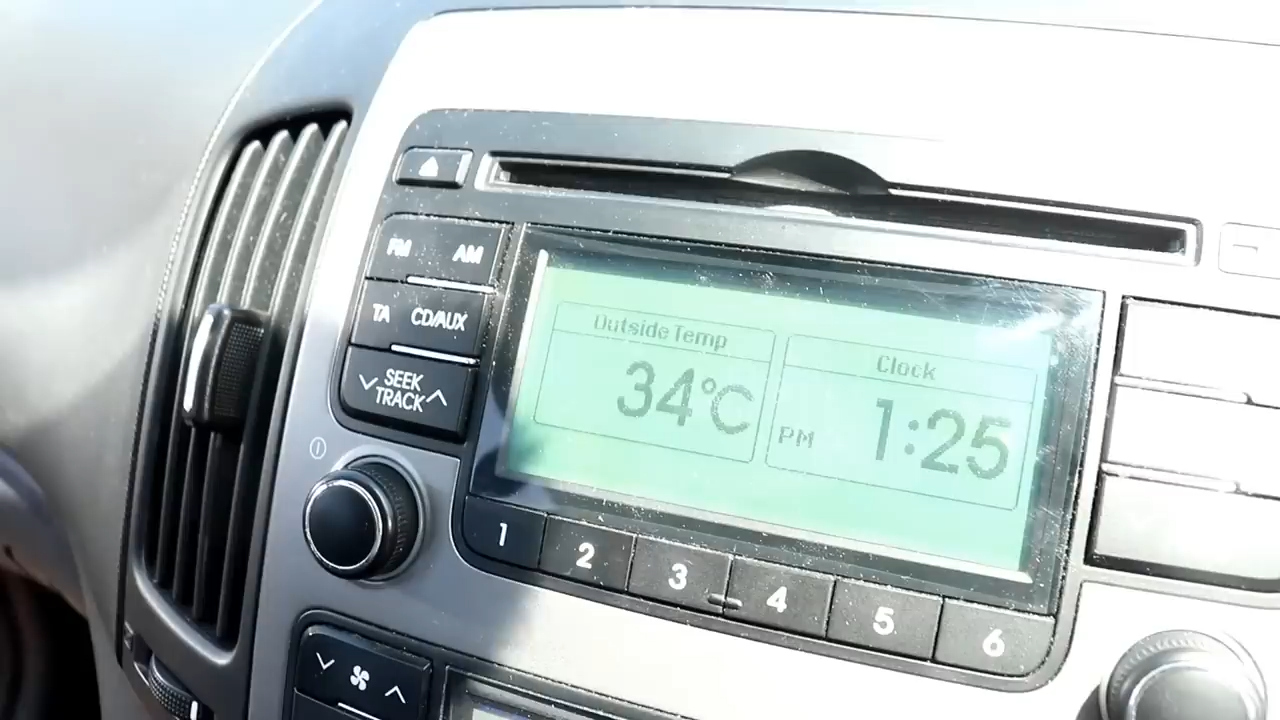 FM AM
TA CD/AUX
SEEK
TRACK
Outside Temp
34°C
Clock
PM 1:25
1 2 3 4 5 6